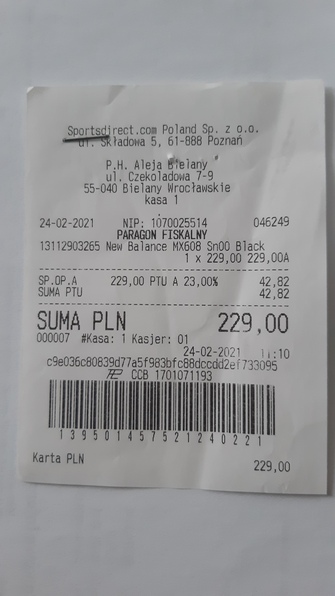 Sportsdirect.com Poland Sp. z o.o.
ul. Składowa 5, 61-888 Poznań
P.H. Aleja Bielany
ul. Czekoladowa 7-9
55-040 Bielany Wrocławskie
kasa 1
24-02-2021 NIP: 1070025514 046249
PARAGON FISKALNY
13112903265 New Balance MX608 Sn00 Black
1 x 229,00 229,00A
SP.OP.A 229,00 PTU A 23,00% 42,82
SUMA PTU 42,82
SUMA PLN 229,00
000007 #Kasa: 1 Kasjer: 01
24-02-2021 11:10
c9e036c80839d77a5f983bfc88dccdd2ef733095
CCB 1701071193
139501457521240221
Karta PLN 229,00